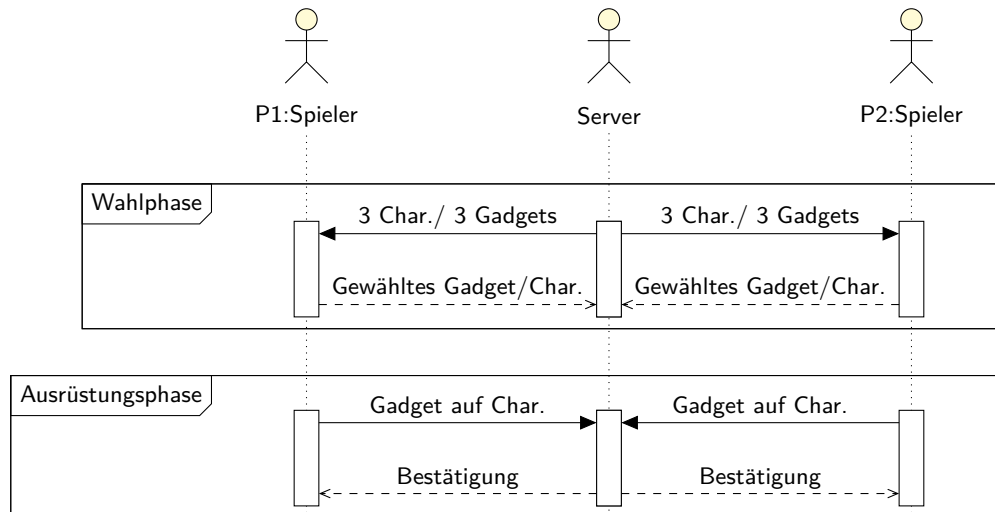 P1:Spieler
Server
P2:Spieler
Wahlphase
3 Char./ 3 Gadgets
3 Char./ 3 Gadgets
Gewähltes Gadget/Char.
Gewähltes Gadget/Char.
Ausrüstungsphase
Gadget auf Char.
Gadget auf Char.
Bestätigung
Bestätigung